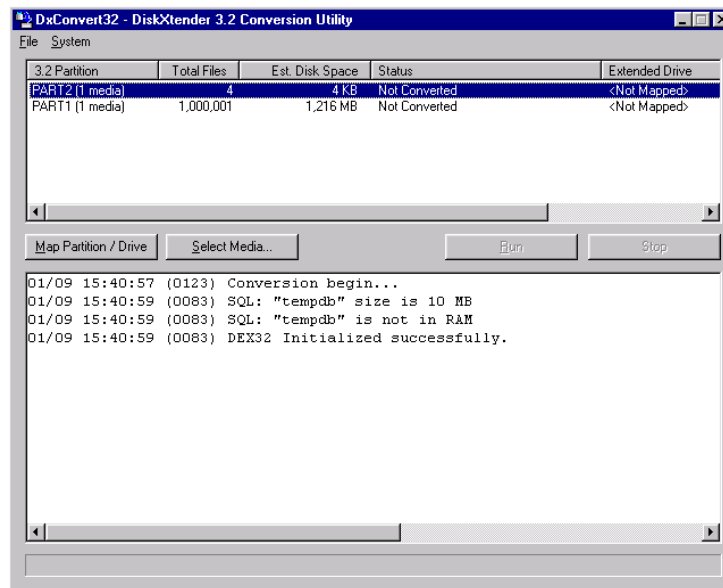 DxConvert32 - DiskXtender 3.2 Conversion Utility
File System
3.2 Partition Total Files Est. Disk Space Status Extended Drive
PART2 (1 media) 4 4 KB Not Converted <Not Mapped>
PART1 (1 media) 1,000,001 1,216 MB Not Converted <Not Mapped>
Map Partition / Drive Select Media... Run Stop
01/09 15:40:57 (0123) Conversion begin...
01/09 15:40:59 (0083) SQL: "tempdb" size is 10 MB
01/09 15:40:59 (0083) SQL: "tempdb" is not in RAM
01/09 15:40:59 (0083) DEX32 Initialized successfully.